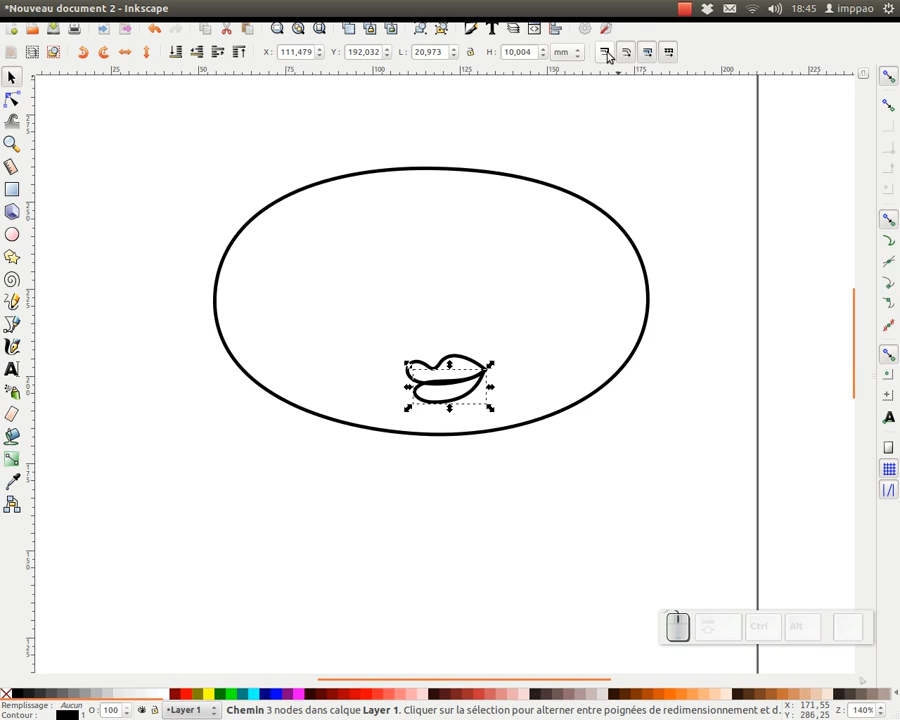 *Nouveau document 2 - Inkscape
18:45 imppao
X : 111,479 Y : 192,032 L : 20,973 H : 10,004 mm
25 50 75 100 125 150 175 200 225
Ctrl Alt
Remplissage : Aucun
Contour : 1
O : 100
•Layer 1
Chemin 3 nodes dans calque Layer 1. Cliquer sur la sélection pour alterner entre poignées de redimensionnement et d.
X : 171,55
Y : 286,25
Z : 140%